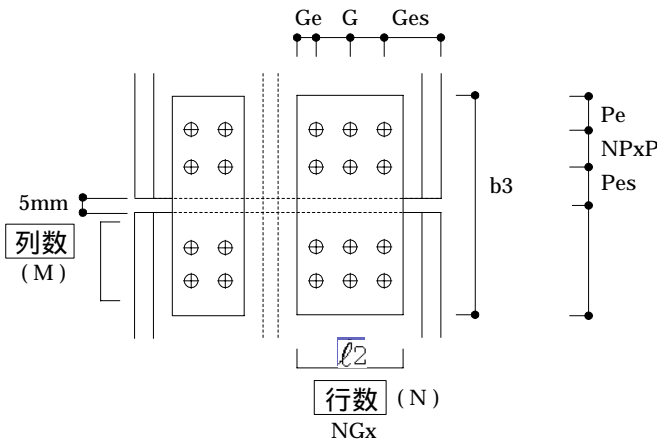 Ge G Ges
Pe
NPxP
b3
Pes
5mm
列数
(M)
ℓ2
行数 (N)
NGx